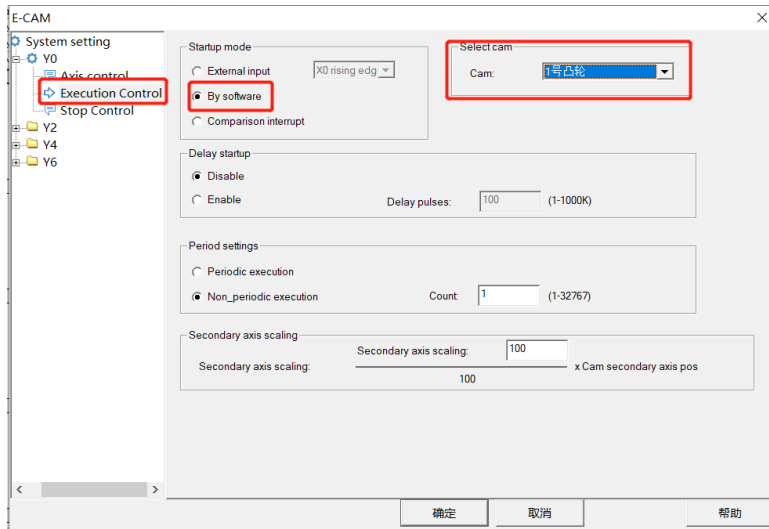 E-CAM
System setting
Y0
Axis control
Execution Control
Stop Control
Y2
Y4
Y6
Startup mode
External input X0 rising edg
By software
Comparison interrupt
Select cam
Cam: 1号凸轮
Delay startup
Disable
Enable Delay pulses: 100 (1-1000K)
Period settings
Periodic execution
Non_periodic execution Count: 1 (1-32767)
Secondary axis scaling
Secondary axis scaling: 100
Secondary axis scaling: x Cam secondary axis pos
100
确定 取消 帮助